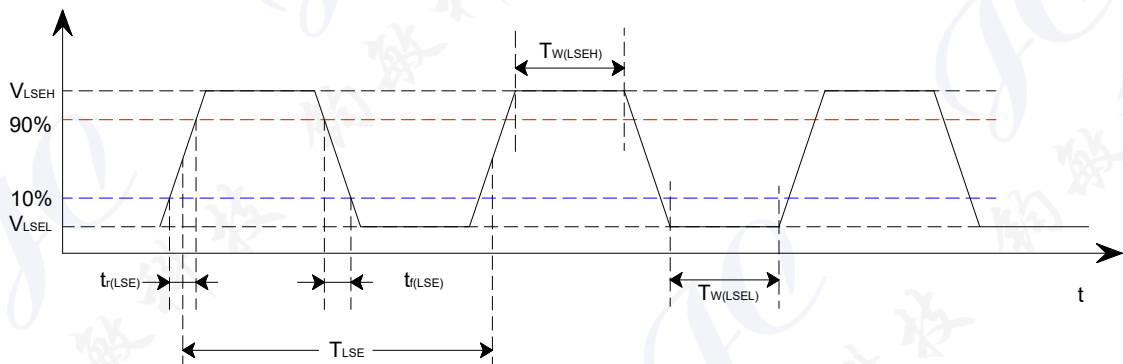 TW(LSEH)
VLSEH
90%
10%
VLSEL
tr(LSE)
tf(LSE)
TW(LSEL)
t
TLSE